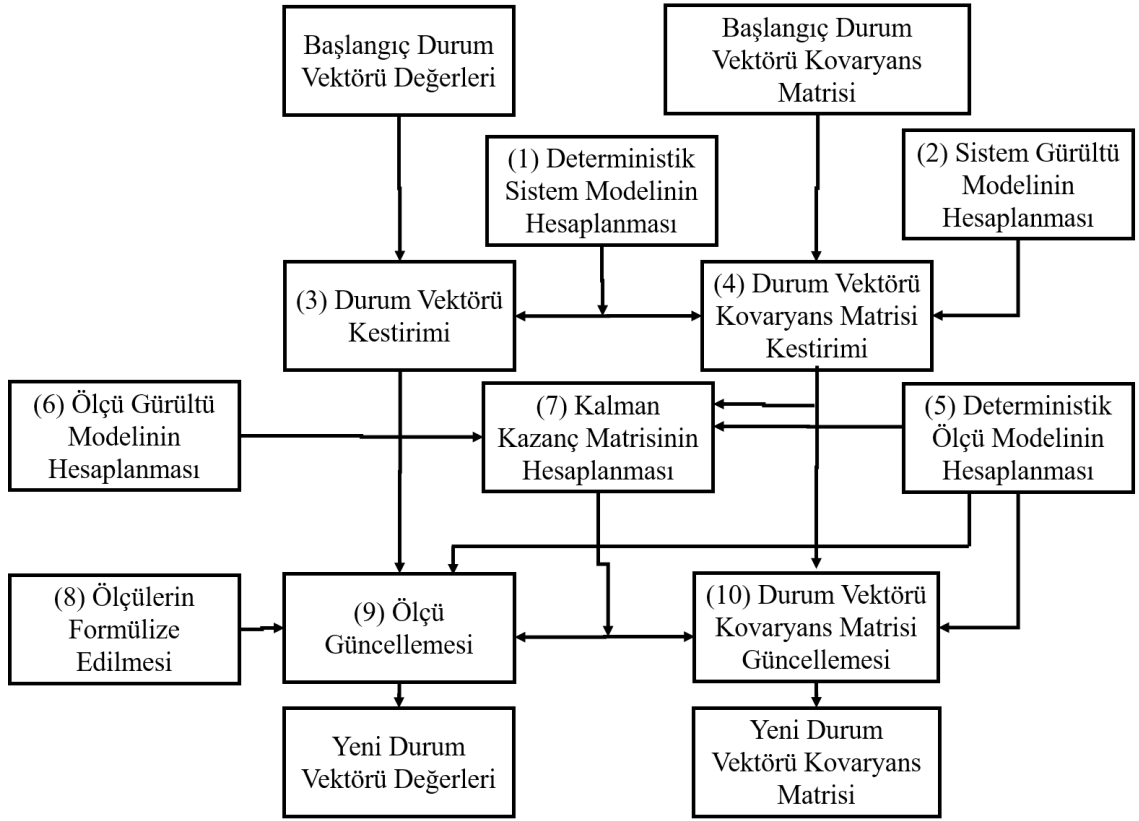 Başlangıç Durum
Vektörü Değerleri
Başlangıç Durum
Vektörü Kovaryans
Matrisi
(1) Deterministik
Sistem Modelinin
Hesaplanması
(2) Sistem Gürültü
Modelinin
Hesaplanması
(3) Durum Vektörü
Kestirimi
(4) Durum Vektörü
Kovaryans Matrisi
Kestirimi
(6) Ölçü Gürültü
Modelinin
Hesaplanması
(7) Kalman
Kazanç Matrisinin
Hesaplanması
(5) Deterministik
Ölçü Modelinin
Hesaplanması
(8) Ölçülerin
Formülize
Edilmesi
(9) Ölçü
Güncellemesi
(10) Durum Vektörü
Kovaryans Matrisi
Güncellemesi
Yeni Durum
Vektörü Değerleri
Yeni Durum
Vektörü Kovaryans
Matrisi